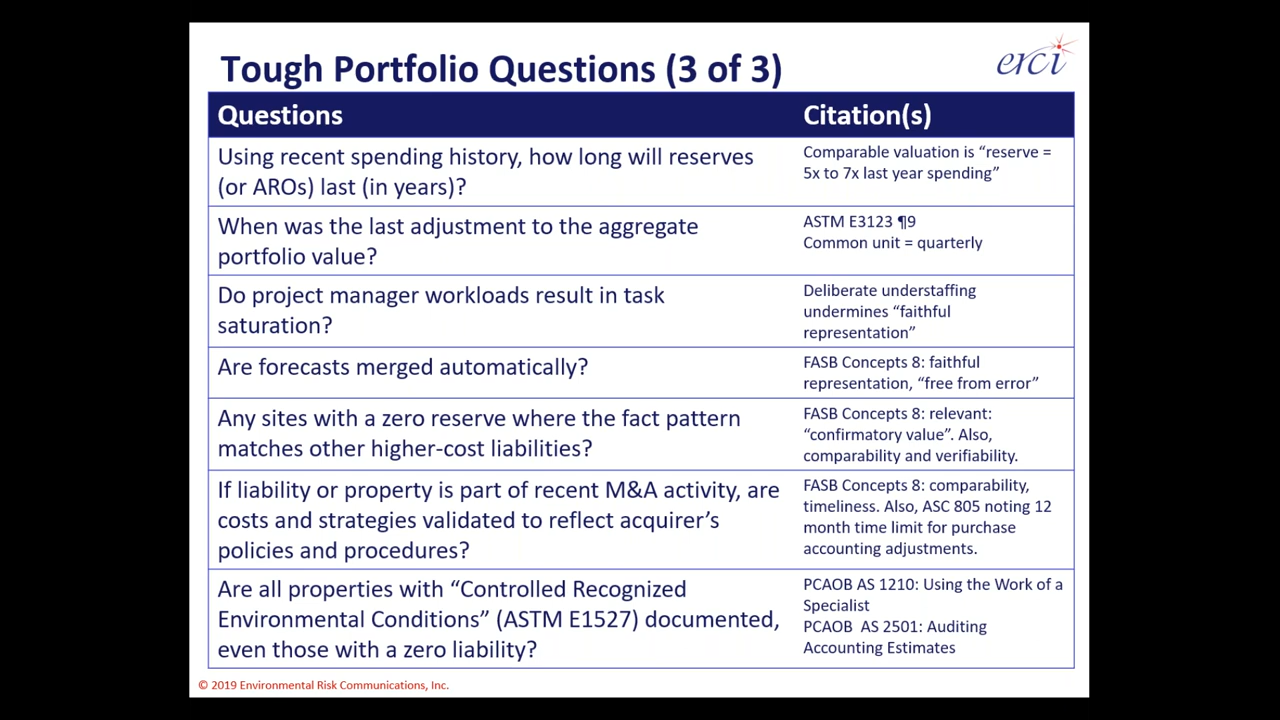 Tough Portfolio Questions (3 of 3)
erci
Questions
Citation(s)
Using recent spending history, how long will reserves
(or AROs) last (in years)?
Comparable valuation is “reserve =
5x to 7x last year spending”
When was the last adjustment to the aggregate
portfolio value?
ASTM E3123 ¶9
Common unit = quarterly
Do project manager workloads result in task
saturation?
Deliberate understaffing
undermines “faithful
representation”
Are forecasts merged automatically?
FASB Concepts 8: faithful
representation, “free from error”
Any sites with a zero reserve where the fact pattern
matches other higher-cost liabilities?
FASB Concepts 8: relevant:
“confirmatory value”. Also,
comparability and verifiability.
If liability or property is part of recent M&A activity, are
costs and strategies validated to reflect acquirer’s
policies and procedures?
FASB Concepts 8: comparability,
timeliness. Also, ASC 805 noting 12
month time limit for purchase
accounting adjustments.
Are all properties with “Controlled Recognized
Environmental Conditions” (ASTM E1527) documented,
even those with a zero liability?
PCAOB AS 1210: Using the Work of a
Specialist
PCAOB  AS 2501: Auditing
Accounting Estimates
© 2019 Environmental Risk Communications, Inc.